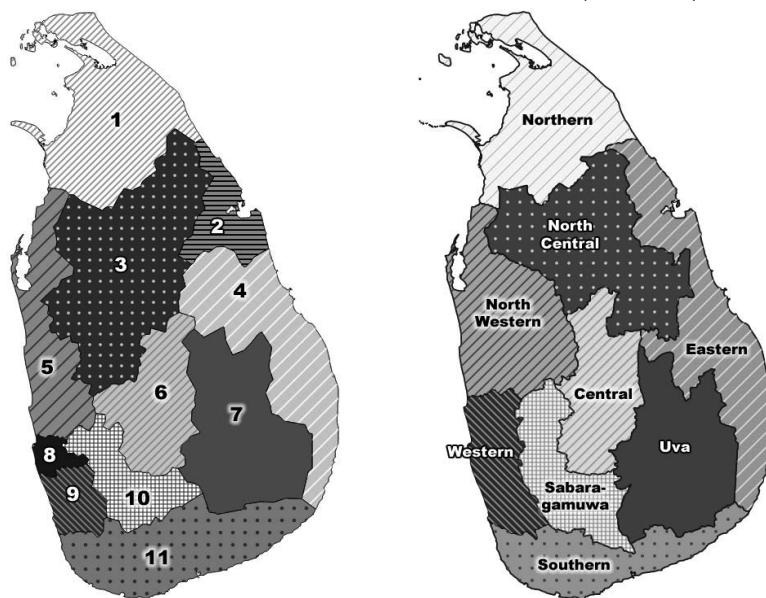 1
2
3
4
5
6
7
8
9
10
11
Northern
North
Central
North
Western
Eastern
Central
Western
Uva
Sabara-
gamuwa
Southern